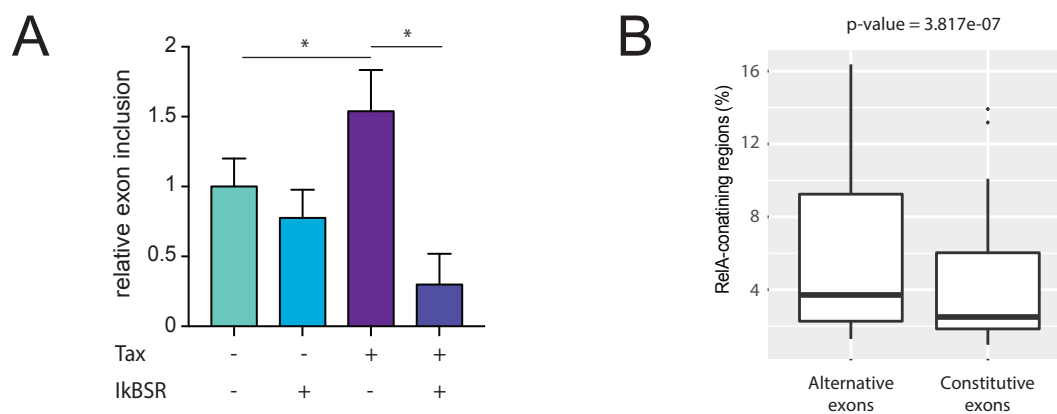 A
relative exon inclusion
2
1.5
1
0.5
0
*
*
Tax - - + +
IkBSR - + - +
B
p-value = 3.817e-07
RelA-conatining regions (%)
16
12
8
4
Alternative
exons
Constitutive
exons